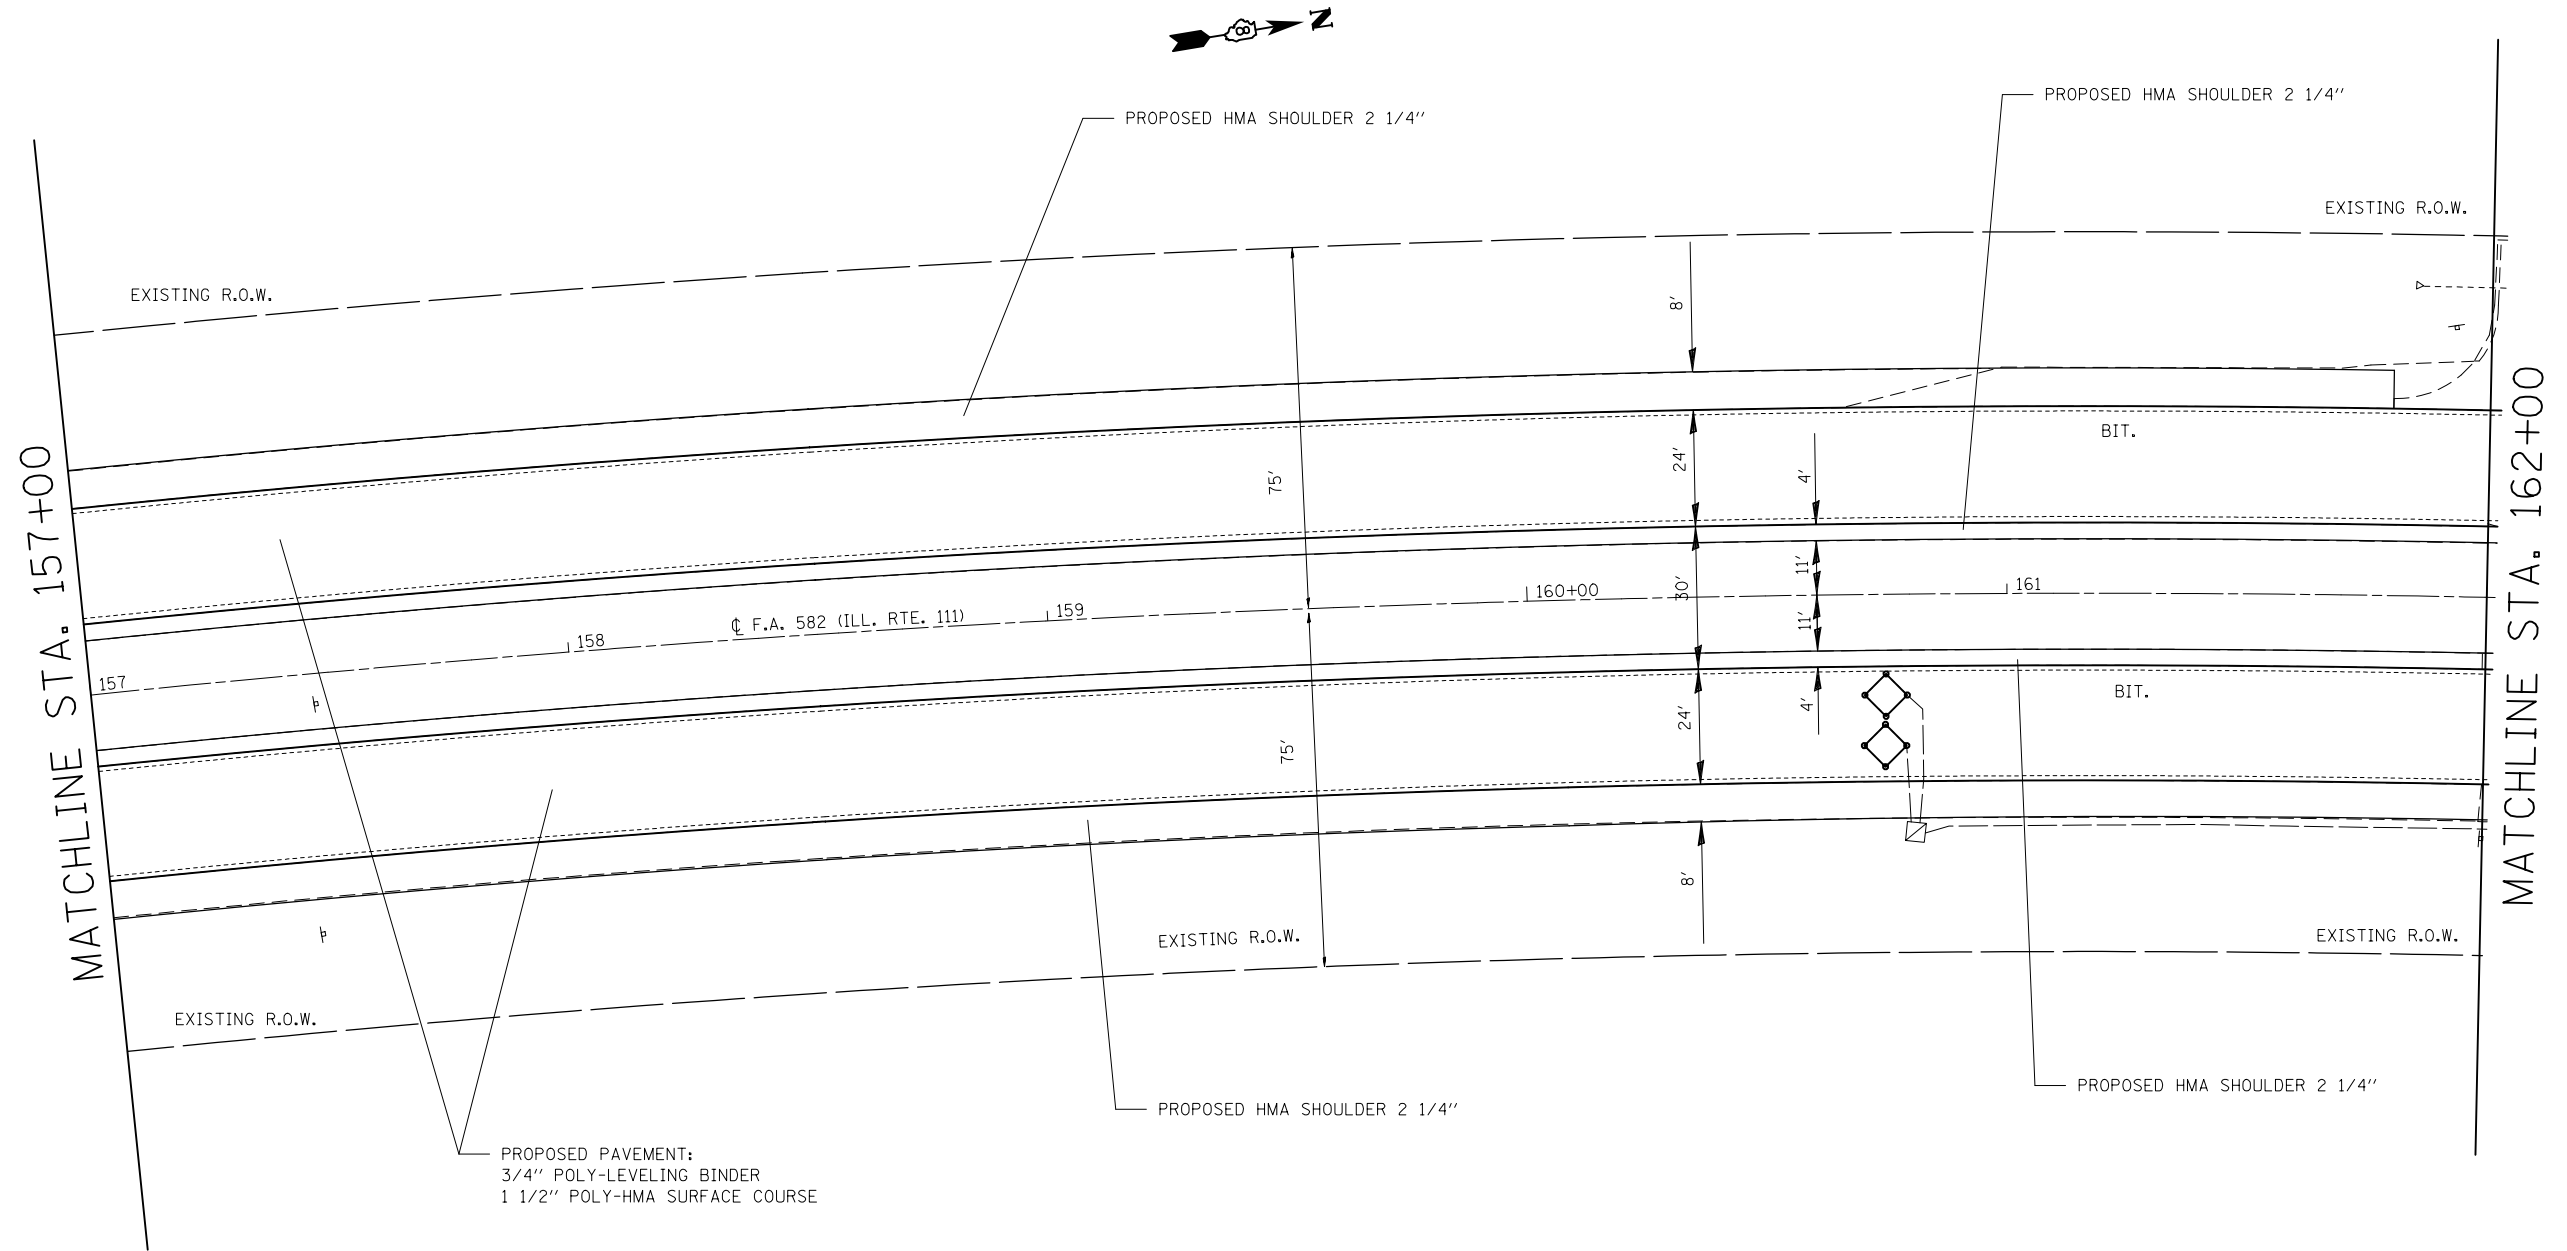 N
PROPOSED HMA SHOULDER 2 1/4"
PROPOSED HMA SHOULDER 2 1/4"
EXISTING R.O.W.
EXISTING R.O.W.
8'
BIT.
24'
4'
75'
MATCHLINE STA. 157+00
MATCHLINE STA. 162+00
11'
30'
161
160+00
159
℄ F.A. 582 (ILL. RTE. 111)
158
157
11'
BIT.
24'
4'
75'
8'
EXISTING R.O.W.
EXISTING R.O.W.
EXISTING R.O.W.
PROPOSED HMA SHOULDER 2 1/4"
PROPOSED HMA SHOULDER 2 1/4"
PROPOSED PAVEMENT:
3/4" POLY-LEVELING BINDER
1 1/2" POLY-HMA SURFACE COURSE